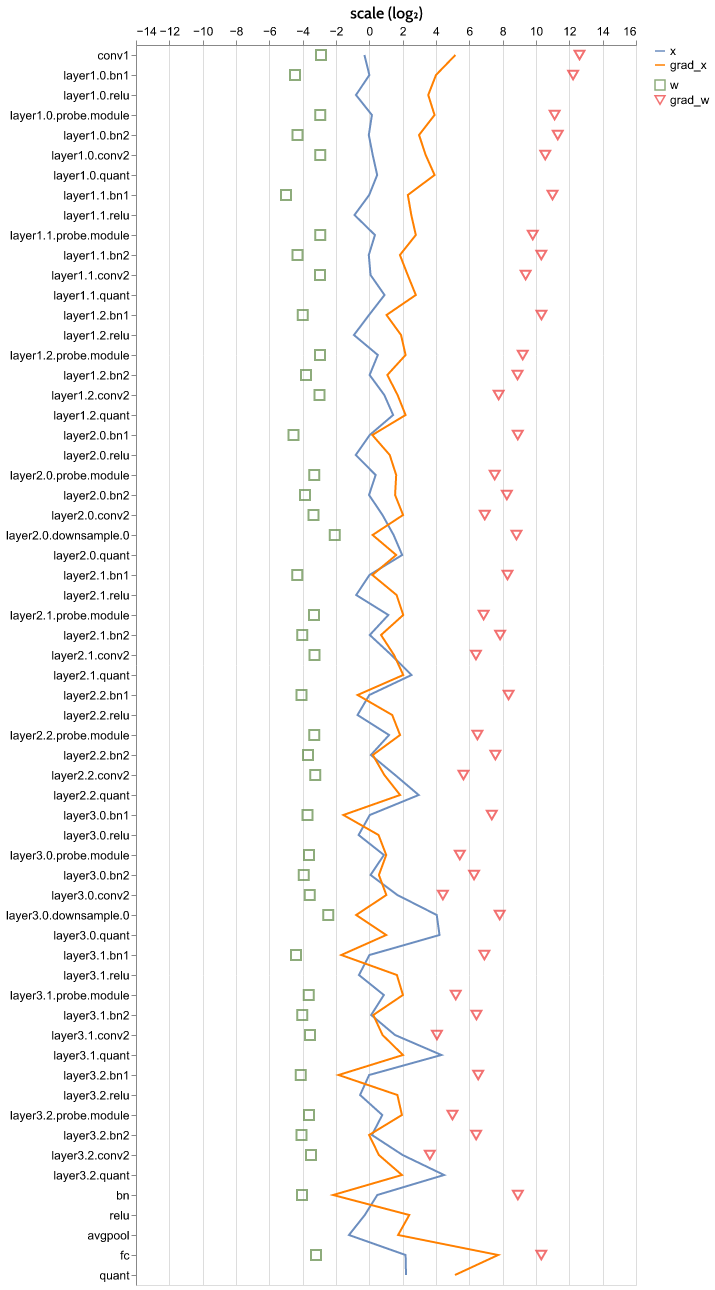 scale (log₂)
−14 −12 −10 −8 −6 −4 −2 0 2 4 6 8 10 12 14 16
x
grad_x
w
grad_w
conv1
layer1.0.bn1
layer1.0.relu
layer1.0.probe.module
layer1.0.bn2
layer1.0.conv2
layer1.0.quant
layer1.1.bn1
layer1.1.relu
layer1.1.probe.module
layer1.1.bn2
layer1.1.conv2
layer1.1.quant
layer1.2.bn1
layer1.2.relu
layer1.2.probe.module
layer1.2.bn2
layer1.2.conv2
layer1.2.quant
layer2.0.bn1
layer2.0.relu
layer2.0.probe.module
layer2.0.bn2
layer2.0.conv2
layer2.0.downsample.0
layer2.0.quant
layer2.1.bn1
layer2.1.relu
layer2.1.probe.module
layer2.1.bn2
layer2.1.conv2
layer2.1.quant
layer2.2.bn1
layer2.2.relu
layer2.2.probe.module
layer2.2.bn2
layer2.2.conv2
layer2.2.quant
layer3.0.bn1
layer3.0.relu
layer3.0.probe.module
layer3.0.bn2
layer3.0.conv2
layer3.0.downsample.0
layer3.0.quant
layer3.1.bn1
layer3.1.relu
layer3.1.probe.module
layer3.1.bn2
layer3.1.conv2
layer3.1.quant
layer3.2.bn1
layer3.2.relu
layer3.2.probe.module
layer3.2.bn2
layer3.2.conv2
layer3.2.quant
bn
relu
avgpool
fc
quant